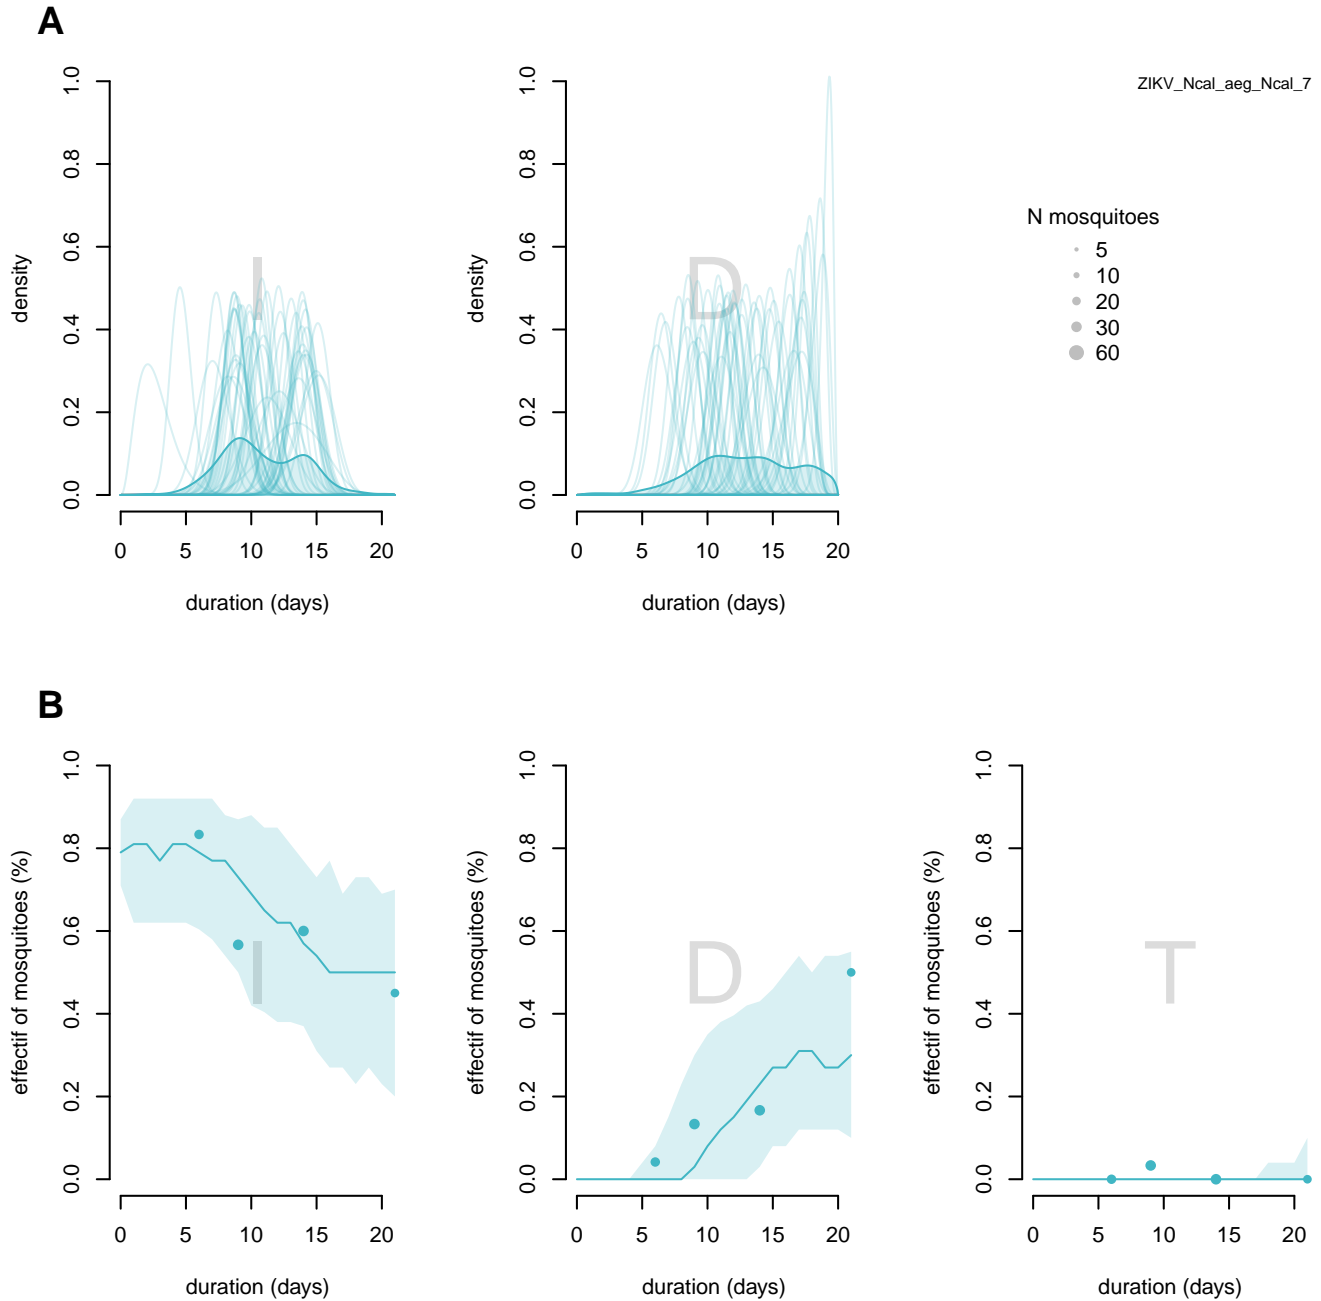 A
ZIKV_Ncal_aeg_Ncal_7
density
0.0 0.2 0.4 0.6 0.8 1.0
I
0 5 10 15 20
duration (days)
density
0.0 0.2 0.4 0.6 0.8 1.0
D
0 5 10 15 20
duration (days)
N mosquitoes
5
10
20
30
60
B
effectif of mosquitoes (%)
0.0 0.2 0.4 0.6 0.8 1.0
I
0 5 10 15 20
duration (days)
effectif of mosquitoes (%)
0.0 0.2 0.4 0.6 0.8 1.0
D
0 5 10 15 20
duration (days)
effectif of mosquitoes (%)
0.0 0.2 0.4 0.6 0.8 1.0
T
0 5 10 15 20
duration (days)